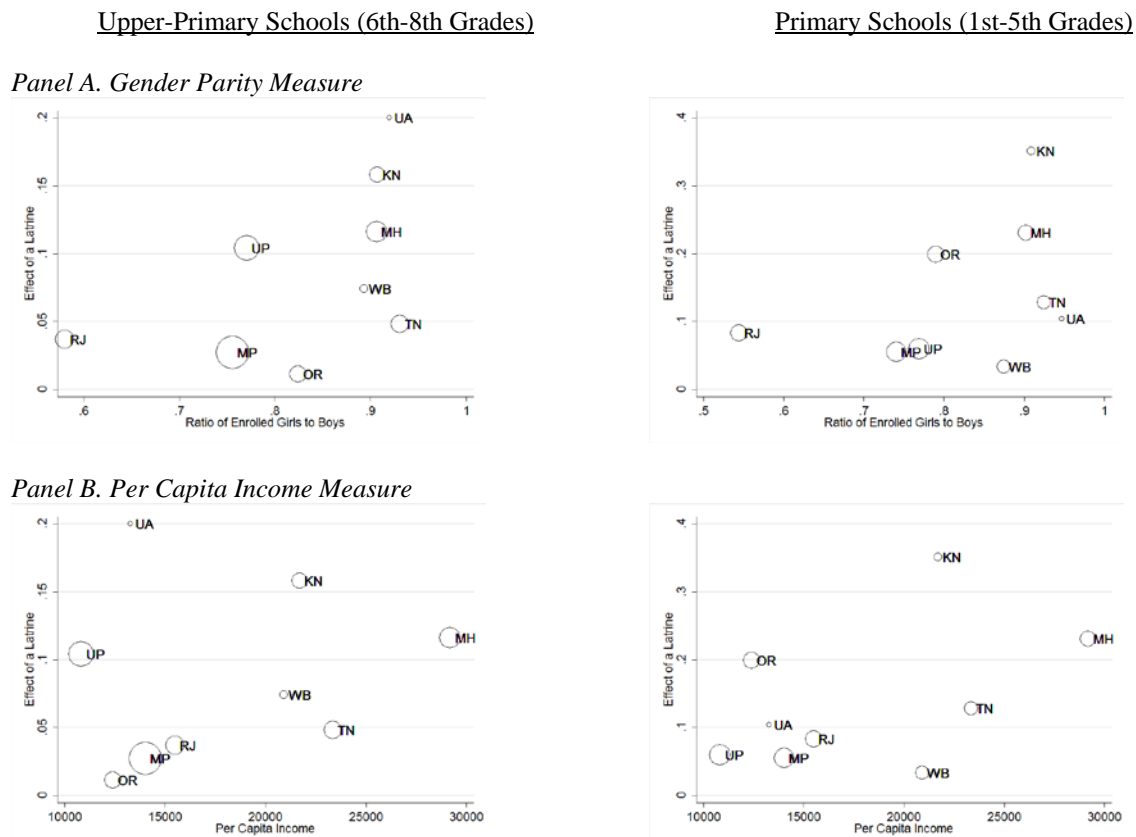 Upper-Primary Schools (6th-8th Grades)
Primary Schools (1st-5th Grades)
Panel A. Gender Parity Measure
Effect of a Latrine
0 .05 .1 .15 .2
UA
KN
MH
UP
WB
TN
RJ
MP
OR
.6 .7 .8 .9 1
Ratio of Enrolled Girls to Boys
Effect of a Latrine
0 .1 .2 .3 .4
KN
MH
OR
TN
UA
RJ
MP
UP
WB
.5 .6 .7 .8 .9 1
Ratio of Enrolled Girls to Boys
Panel B. Per Capita Income Measure
Effect of a Latrine
0 .05 .1 .15 .2
UA
KN
MH
UP
WB
TN
RJ
MP
OR
10000 15000 20000 25000 30000
Per Capita Income
Effect of a Latrine
0 .1 .2 .3 .4
KN
MH
OR
TN
UA
RJ
UP
MP
WB
10000 15000 20000 25000 30000
Per Capita Income